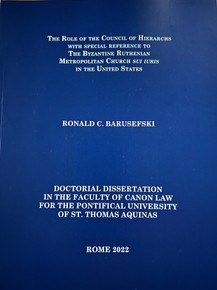 THE ROLE OF THE COUNCIL OF HIERARCHS
WITH SPECIAL REFERENCE TO
THE BYZANTINE RUTHENIAN
METROPOLITAN CHURCH SUI IURIS
IN THE UNITED STATES
RONALD C. BARUSEFSKI
DOCTORIAL DISSERTATION
IN THE FACULTY OF CANON LAW
FOR THE PONTIFICAL UNIVERSITY
OF ST. THOMAS AQUINAS
ROME 2022